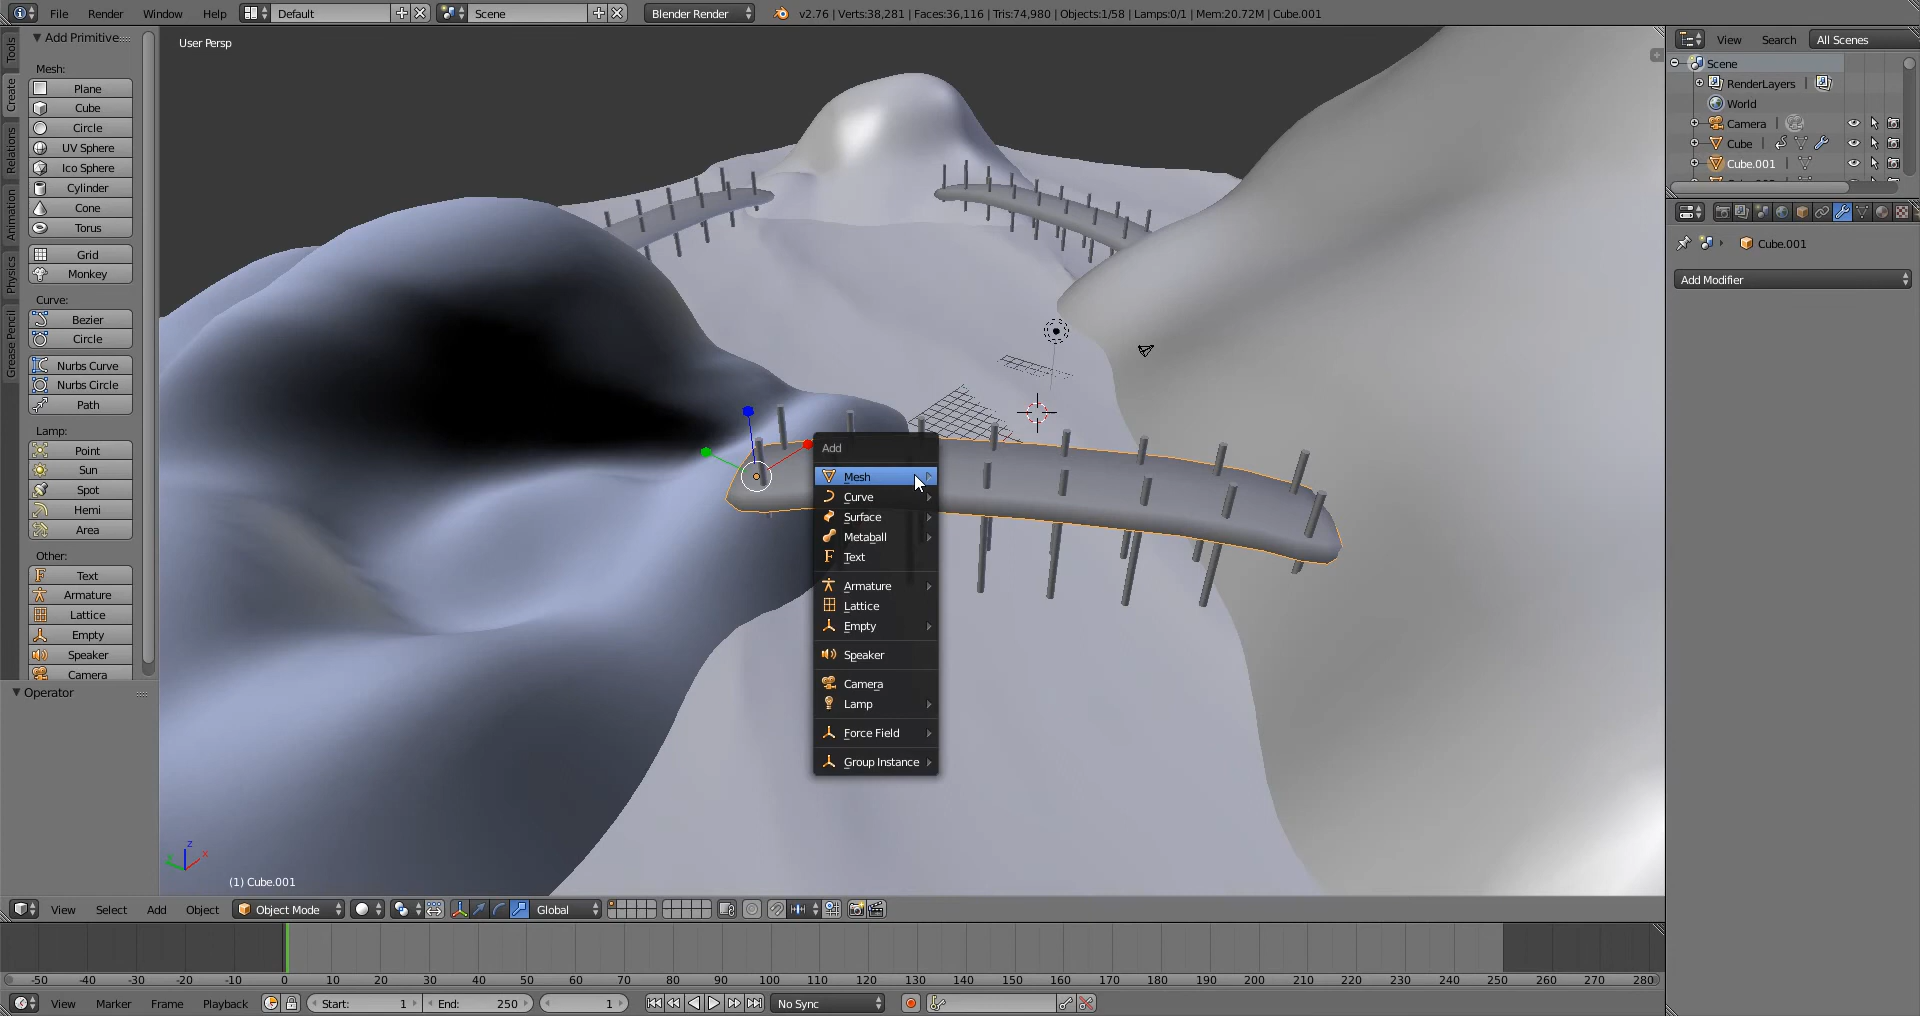 File Render Window Help Default Scene Blender Render v2.76 | Verts:38,281 | Faces:36,116 | Tris:74,980 | Objects:1/58 | Lamps:0/1 | Mem:20.72M | Cube.001
Tools
Create
Relations
Animation
Physics
Grease Pencil
Add Primitive
Mesh:
Plane
Cube
Circle
UV Sphere
Ico Sphere
Cylinder
Cone
Torus
Grid
Monkey
Curve:
Bezier
Circle
Nurbs Curve
Nurbs Circle
Path
Lamp:
Point
Sun
Spot
Hemi
Area
Other:
Text
Armature
Lattice
Empty
Speaker
Camera
Operator
User Persp
Add
Mesh
Curve
Surface
Metaball
Text
Armature
Lattice
Empty
Speaker
Camera
Lamp
Force Field
Group Instance
z
x
(1) Cube.001
View Search All Scenes
Scene
RenderLayers
World
Camera
Cube
Cube.001
Cube.001
Add Modifier
View Select Add Object Object Mode Global
-50 -40 -30 -20 -10 0 10 20 30 40 50 60 70 80 90 100 110 120 130 140 150 160 170 180 190 200 210 220 230 240 250 260 270 280
View Marker Frame Playback Start: 1 End: 250 1 No Sync